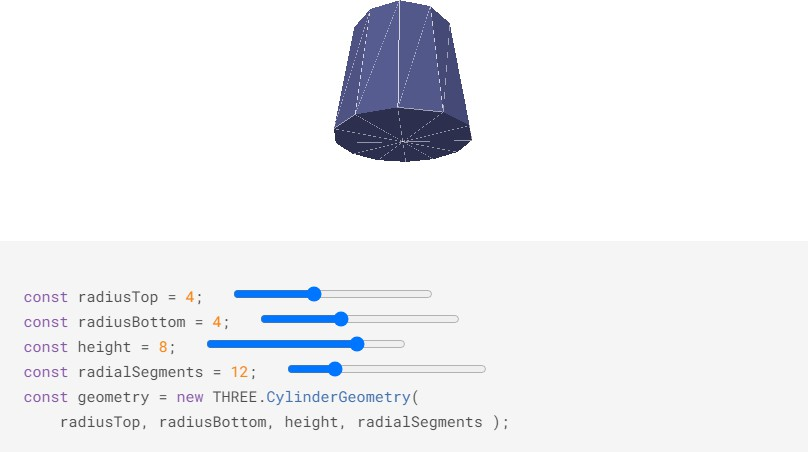 const radiusTop = 4;
const radiusBottom = 4;
const height = 8;
const radialSegments = 12;
const geometry = new THREE.CylinderGeometry(
    radiusTop, radiusBottom, height, radialSegments );